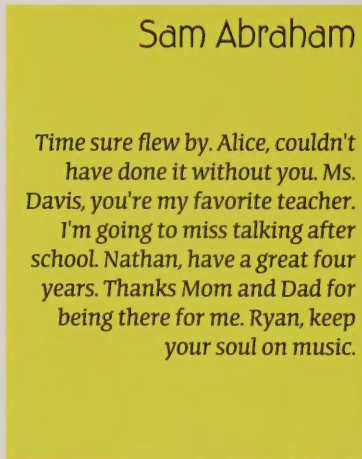 Sam Abraham
Time sure flew by. Alice, couldn't
have done it without you. Ms.
Davis, you're my favorite teacher.
I'm going to miss talking after
school. Nathan, have a great four
years. Thanks Mom and Dad for
being there for me. Ryan, keep
your soul on music.